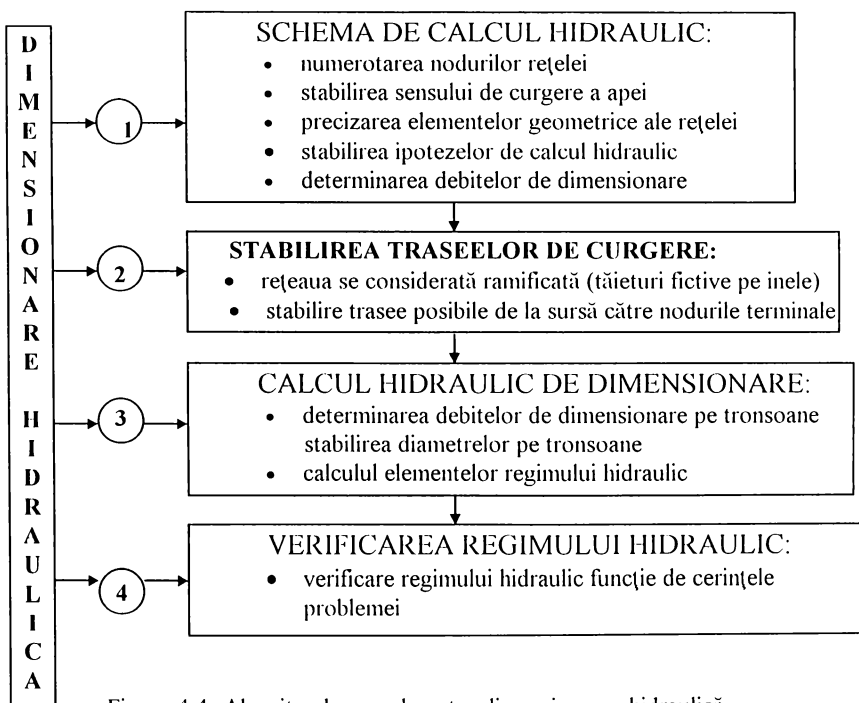 DIMENSIONARE HIDRAULICA
1
SCHEMA DE CALCUL HIDRAULIC:
• numerotarea nodurilor rețelei
• stabilirea sensului de curgere a apei
• precizarea elementelor geometrice ale rețelei
• stabilirea ipotezelor de calcul hidraulic
• determinarea debitelor de dimensionare
2
STABILIREA TRASEELOR DE CURGERE:
• rețeaua se considerată ramificată (tăieturi fictive pe inele)
• stabilire trasee posibile de la sursă către nodurile terminale
3
CALCUL HIDRAULIC DE DIMENSIONARE:
• determinarea debitelor de dimensionare pe tronsoane
stabilirea diametrelor pe tronsoane
• calculul elementelor regimului hidraulic
4
VERIFICAREA REGIMULUI HIDRAULIC:
• verificare regimului hidraulic funcție de cerințele
problemei